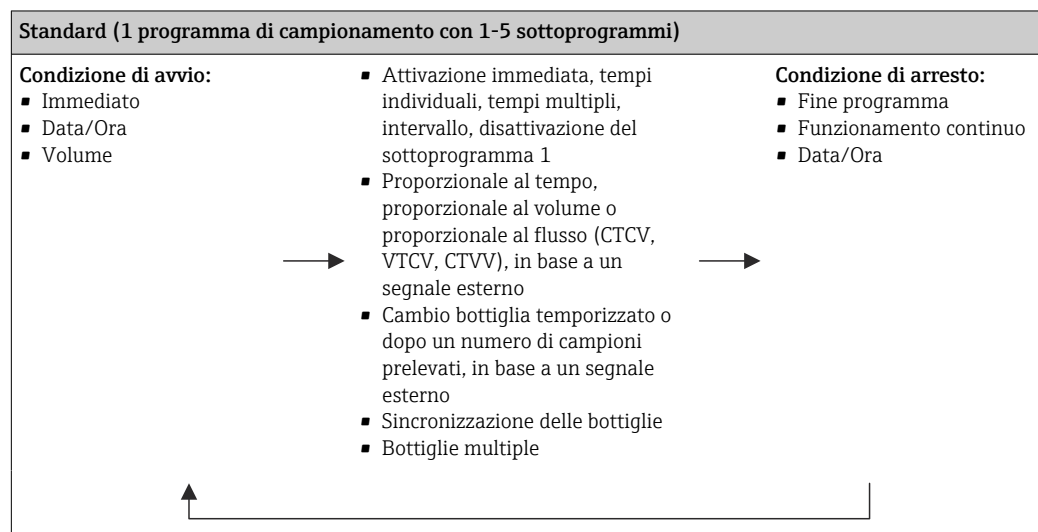 Standard (1 programma di campionamento con 1-5 sottoprogrammi)
Condizione di avvio:
▪ Immediato
▪ Data/Ora
▪ Volume
▪ Attivazione immediata, tempi
individuali, tempi multipli,
intervallo, disattivazione del
sottoprogramma 1
▪ Proporzionale al tempo,
proporzionale al volume o
proporzionale al flusso (CTCV,
VTCV, CTVV), in base a un
segnale esterno
▪ Cambio bottiglia temporizzato o
dopo un numero di campioni
prelevati, in base a un segnale
esterno
▪ Sincronizzazione delle bottiglie
▪ Bottiglie multiple
Condizione di arresto:
▪ Fine programma
▪ Funzionamento continuo
▪ Data/Ora